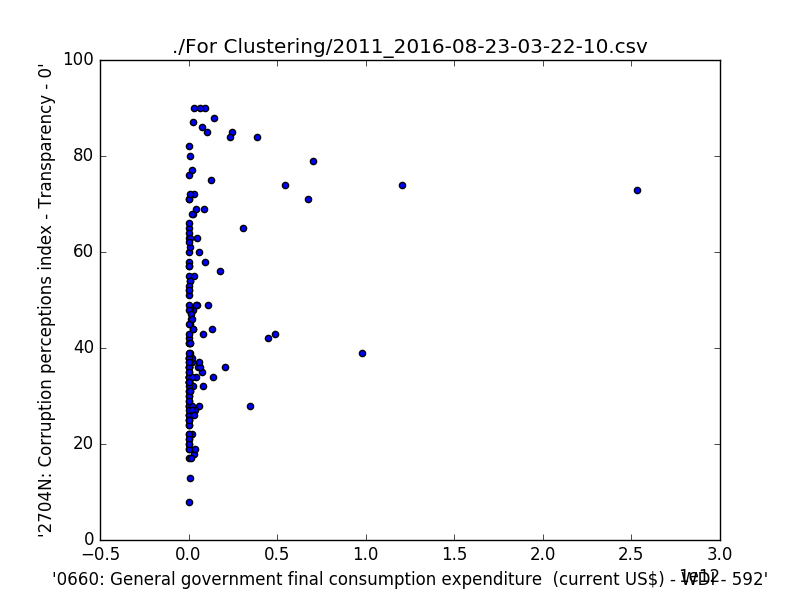 ./For Clustering/2011_2016-08-23-03-22-10.csv
100
80
60
40
20
0
'2704N: Corruption perceptions index - Transparency - 0'
−0.5 0.0 0.5 1.0 1.5 2.0 2.5 3.0
1e12
'0660: General government final consumption expenditure  (current US$) - WDI - 592'